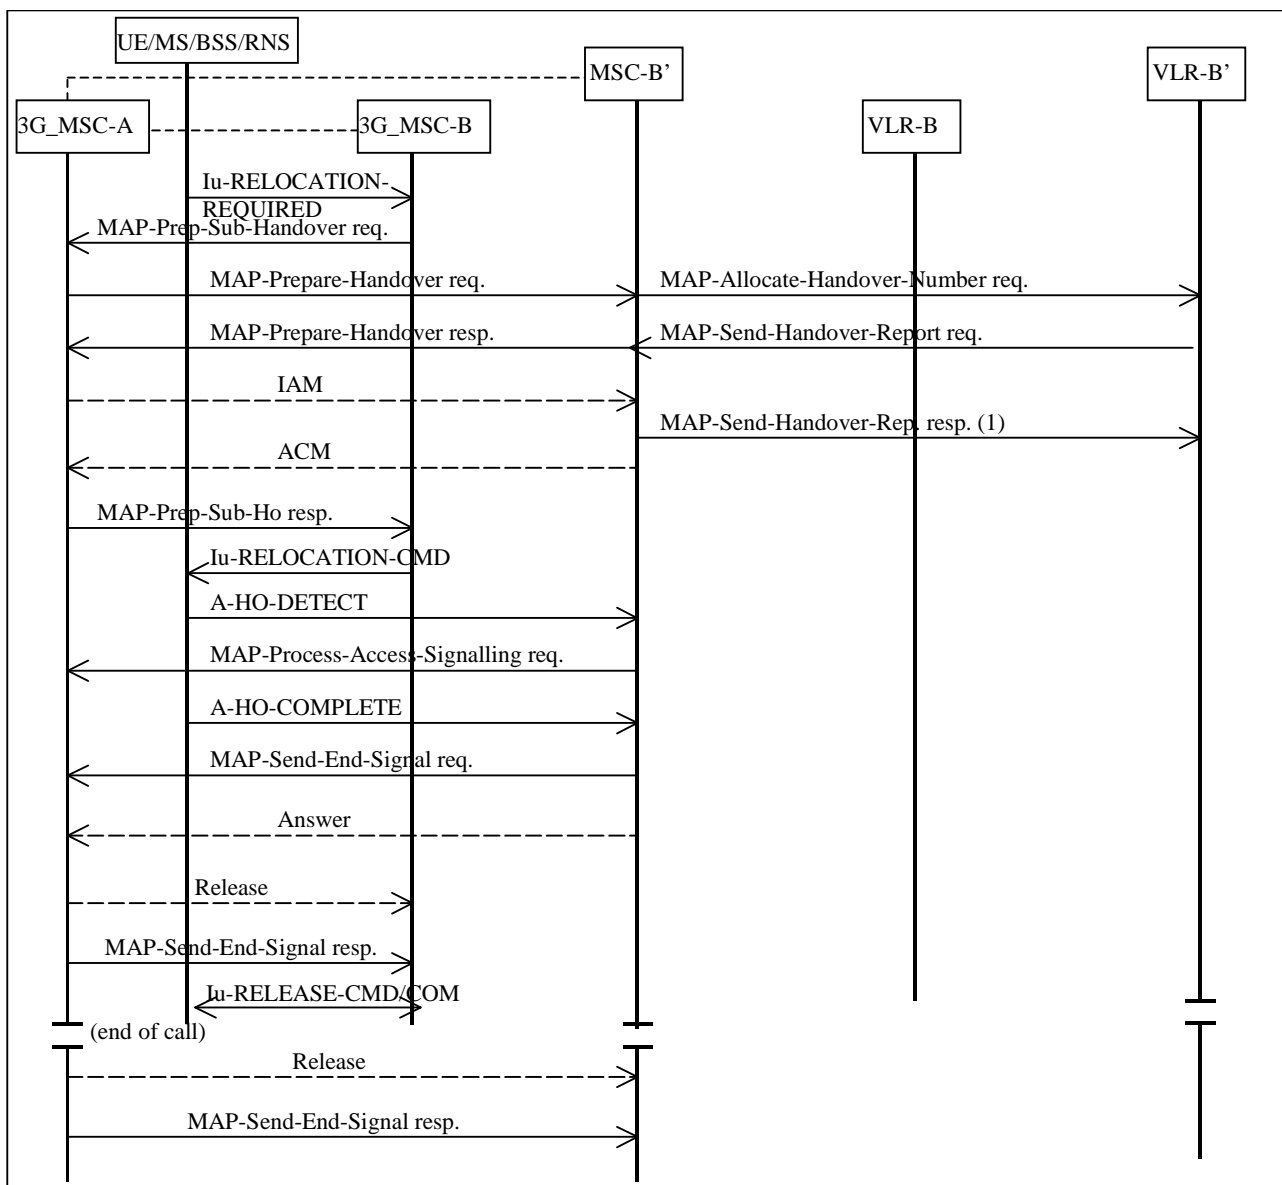 UE/MS/BSS/RNS
MSC-B’
VLR-B’
3G_MSC-A
3G_MSC-B
VLR-B
Iu-RELOCATION-
REQUIRED
MAP-Prep-Sub-Handover req.
MAP-Prepare-Handover req.
MAP-Allocate-Handover-Number req.
MAP-Prepare-Handover resp.
MAP-Send-Handover-Report req.
IAM
MAP-Send-Handover-Rep. resp. (1)
ACM
MAP-Prep-Sub-Ho resp.
Iu-RELOCATION-CMD
A-HO-DETECT
MAP-Process-Access-Signalling req.
A-HO-COMPLETE
MAP-Send-End-Signal req.
Answer
Release
MAP-Send-End-Signal resp.
Iu-RELEASE-CMD/COM
(end of call)
Release
MAP-Send-End-Signal resp.